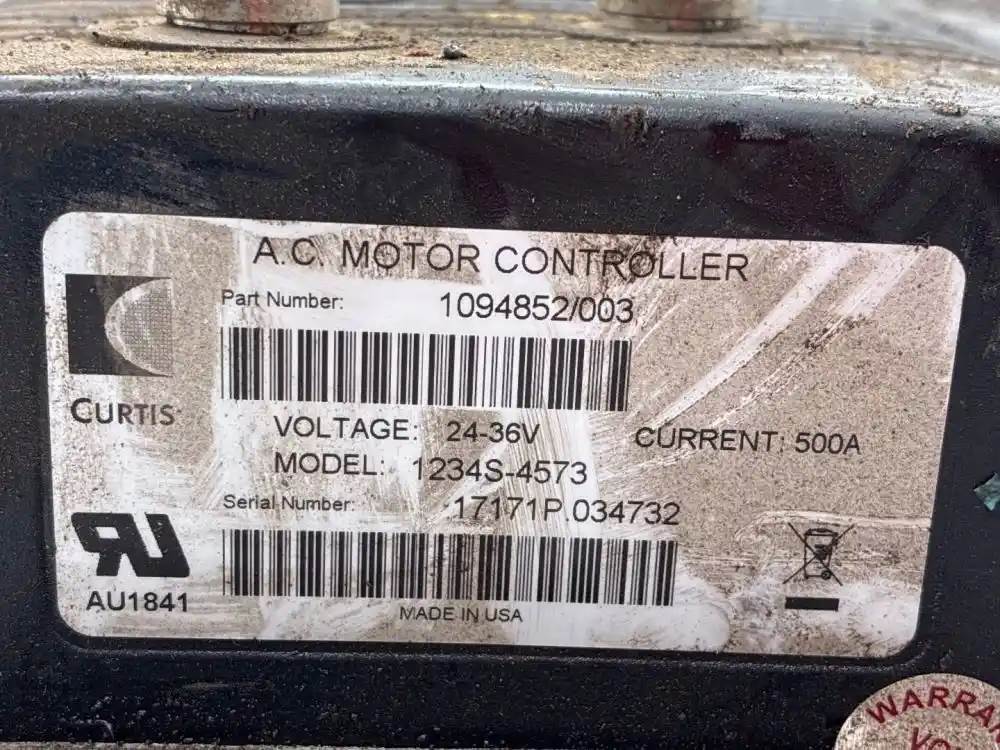 A.C. MOTOR CONTROLLER
Part Number: 1094852/003
CURTIS
VOLTAGE: 24-36V
CURRENT: 500A
MODEL: 1234S-4573
Serial Number: 17171P.034732
RU
AU1841
MADE IN USA